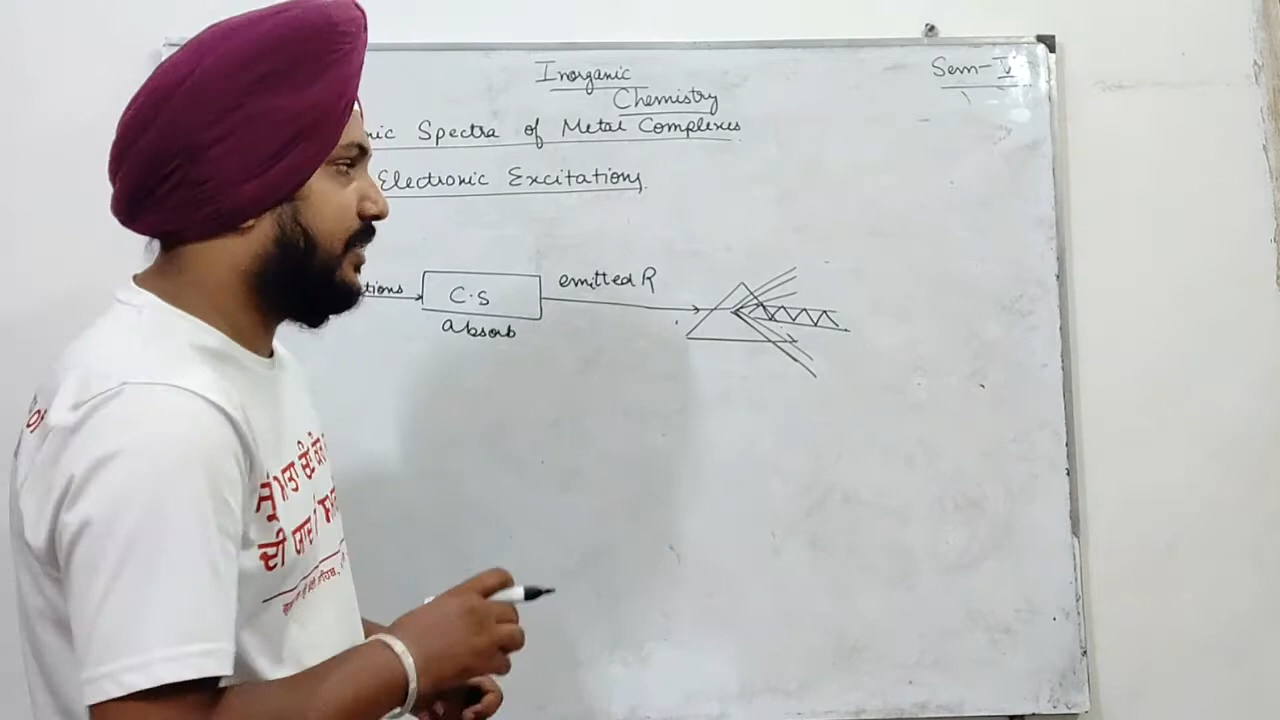 Inorganic
Chemistry
Sem-V
nic Spectra of Metal Complexes
Electronic Excitations
tions
C.S
absorb
emitted R
ਦੀ ਯਾਦ